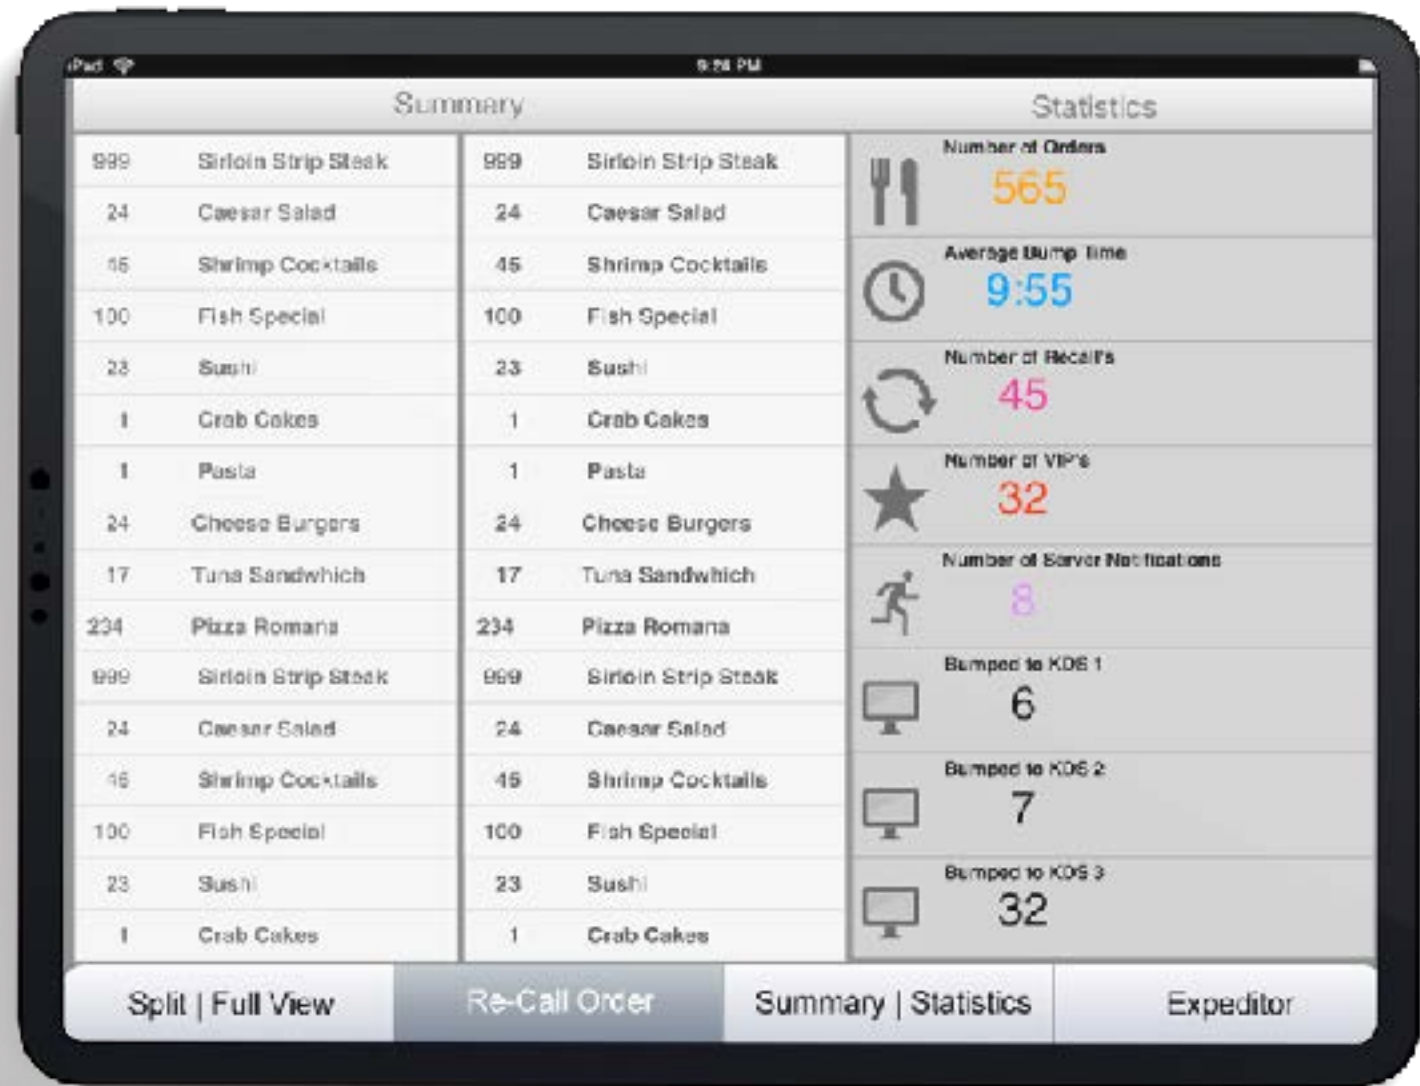 iPad 9:28 PM
Summary Statistics
999 Sirloin Strip Steak 999 Sirloin Strip Steak
24 Caesar Salad 24 Caesar Salad
45 Shrimp Cocktails 45 Shrimp Cocktails
100 Fish Special 100 Fish Special
23 Sushi 23 Sushi
1 Crab Cakes 1 Crab Cakes
1 Pasta 1 Pasta
24 Cheese Burgers 24 Cheese Burgers
17 Tuna Sandwhich 17 Tuna Sandwhich
234 Pizza Romana 234 Pizza Romana
999 Sirloin Strip Steak 999 Sirloin Strip Steak
24 Caesar Salad 24 Caesar Salad
45 Shrimp Cocktails 45 Shrimp Cocktails
100 Fish Special 100 Fish Special
23 Sushi 23 Sushi
1 Crab Cakes 1 Crab Cakes
Number of Orders
565
Average Bump Time
9:55
Number of Recall's
45
Number of VIP's
32
Number of Server Notifications
8
Bumped to KDS 1
6
Bumped to KDS 2
7
Bumped to KDS 3
32
Split | Full View Re-Call Order Summary | Statistics Expeditor